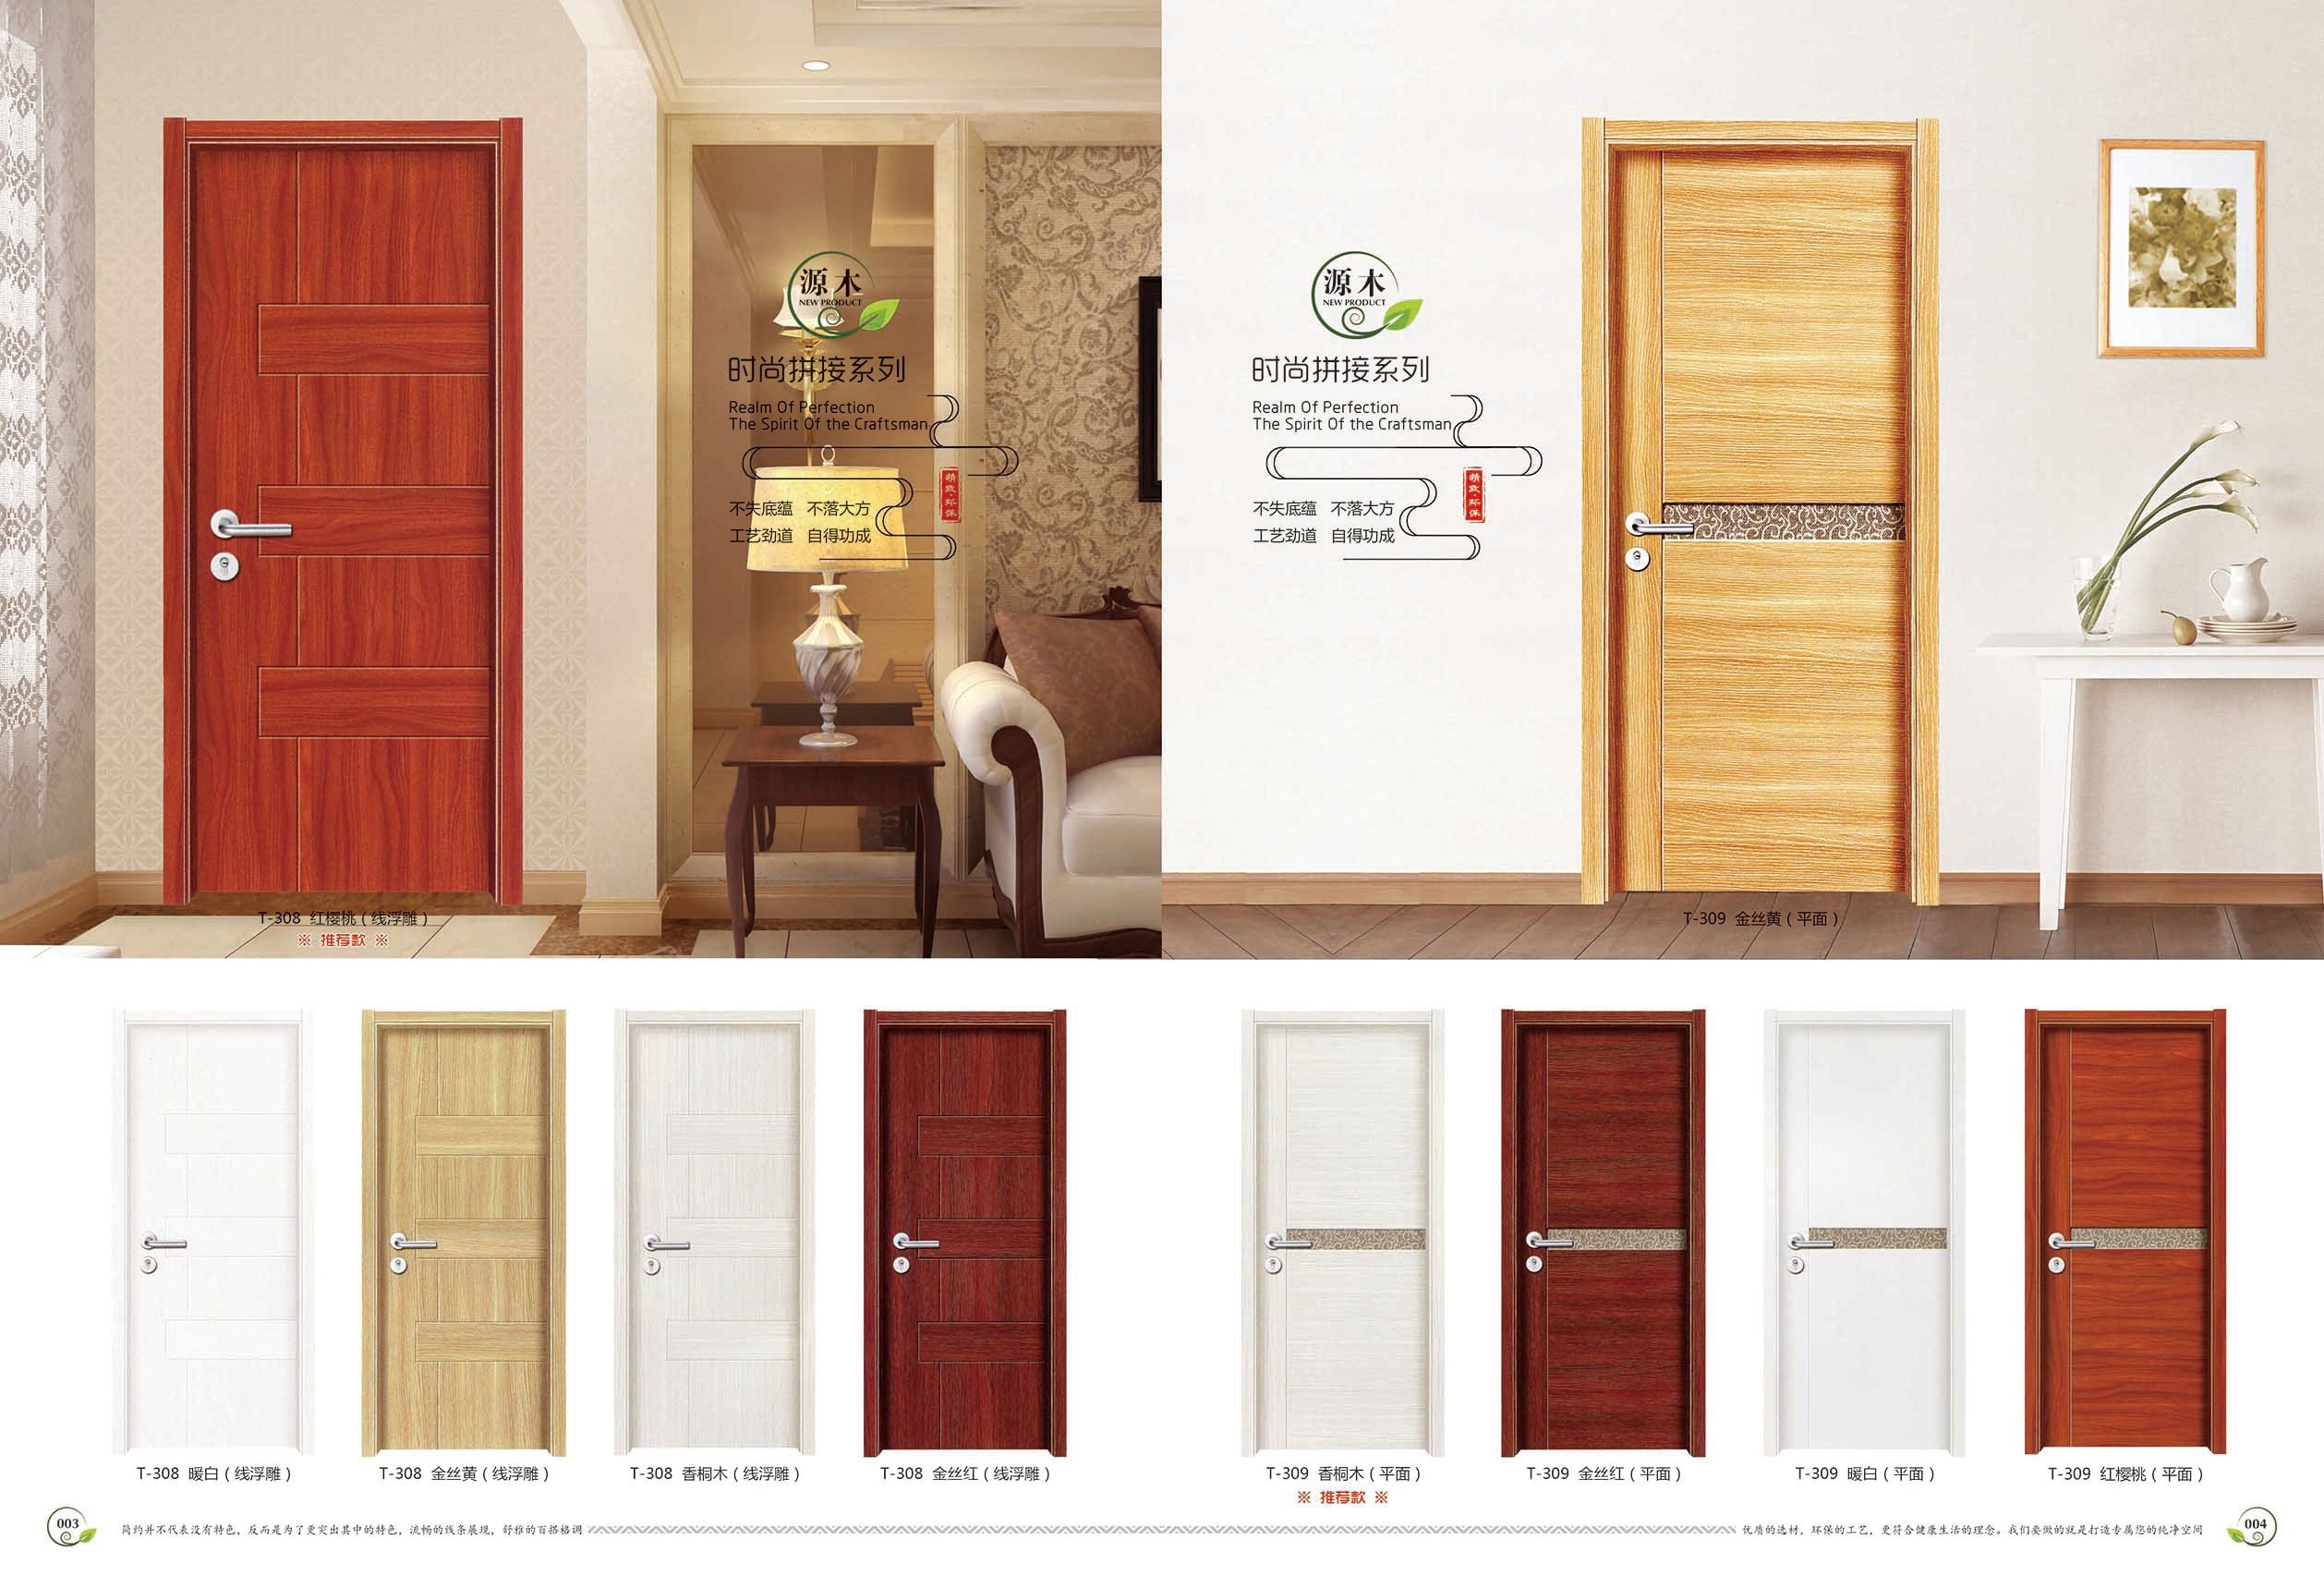 源木
NEW PRODUCT
时尚拼接系列
Realm Of Perfection
The Spirit Of the Craftsman
精致·环保
不失底蕴 不落大方
工艺劲道 自得功成
T-308 红樱桃（线浮雕）
※ 推荐款 ※
源木
NEW PRODUCT
时尚拼接系列
Realm Of Perfection
The Spirit Of the Craftsman
精致·环保
不失底蕴 不落大方
工艺劲道 自得功成
T-309 金丝黄（平面）
T-308 暖白（线浮雕）
T-308 金丝黄（线浮雕）
T-308 香桐木（线浮雕）
T-308 金丝红（线浮雕）
T-309 香桐木（平面）
※ 推荐款 ※
T-309 金丝红（平面）
T-309 暖白（平面）
T-309 红樱桃（平面）
003
简约并不代表没有特色，反而是为了更突出其中的特色，流畅的线条展现，舒雅的百搭格调
优质的选材，环保的工艺，更符合健康生活的理念。我们要做的就是打造专属您的纯净空间
004